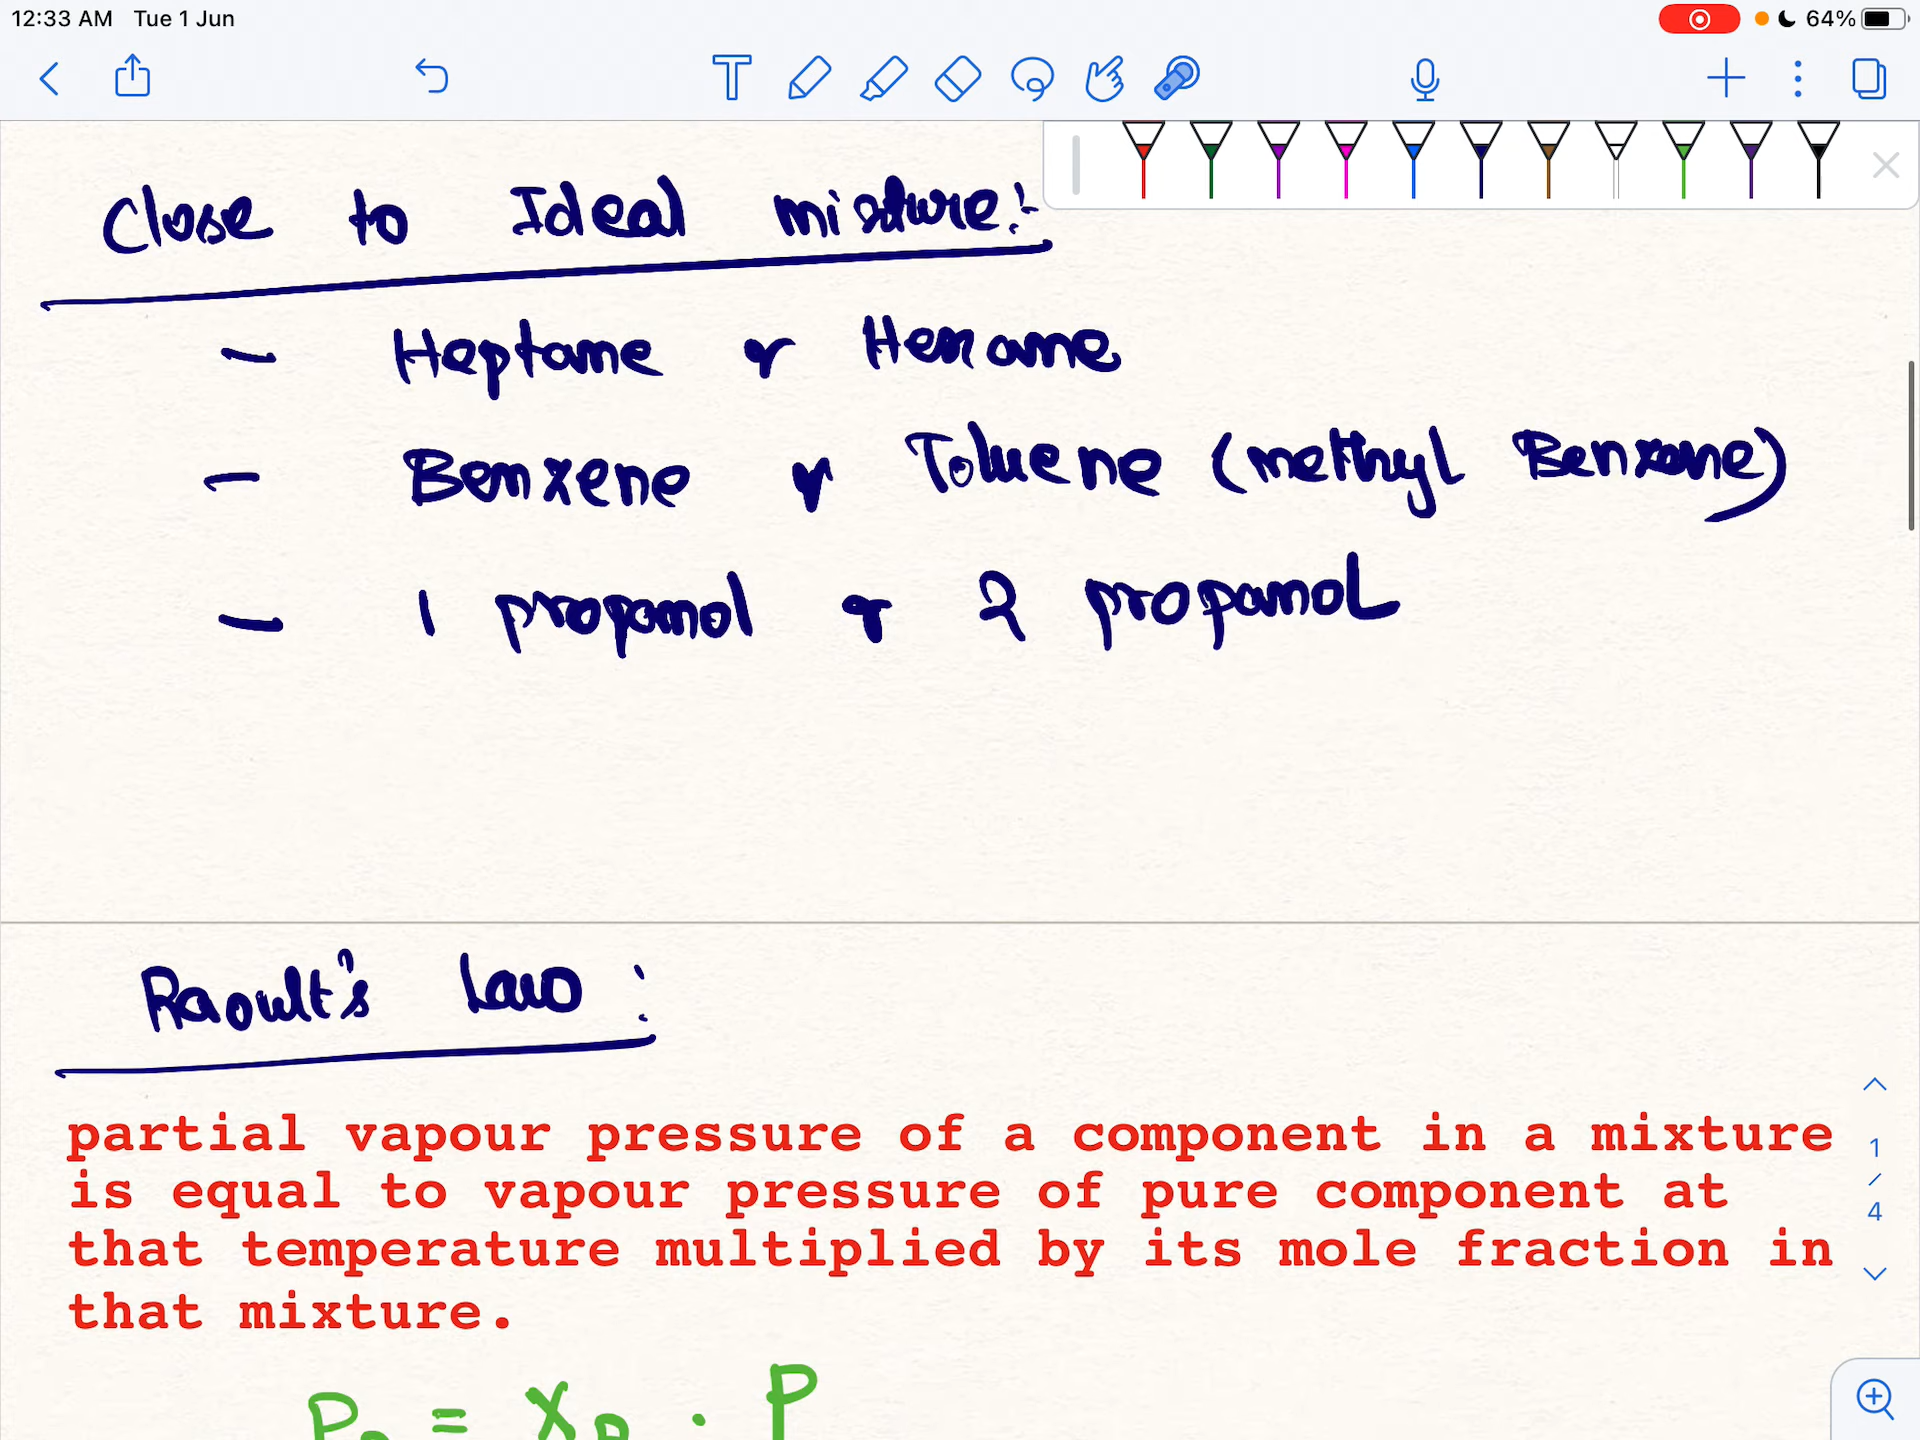 12:33 AM Tue 1 Jun
64%
Close to Ideal mixture:-
- Heptane & Hexane
- Benzene & Toluene (methyl Benzene)
- 1 propanol & 2 propanol
Raoult's Law :
partial vapour pressure of a component in a mixture
is equal to vapour pressure of pure component at
that temperature multiplied by its mole fraction in
that mixture.
1
/
4
P = X . P